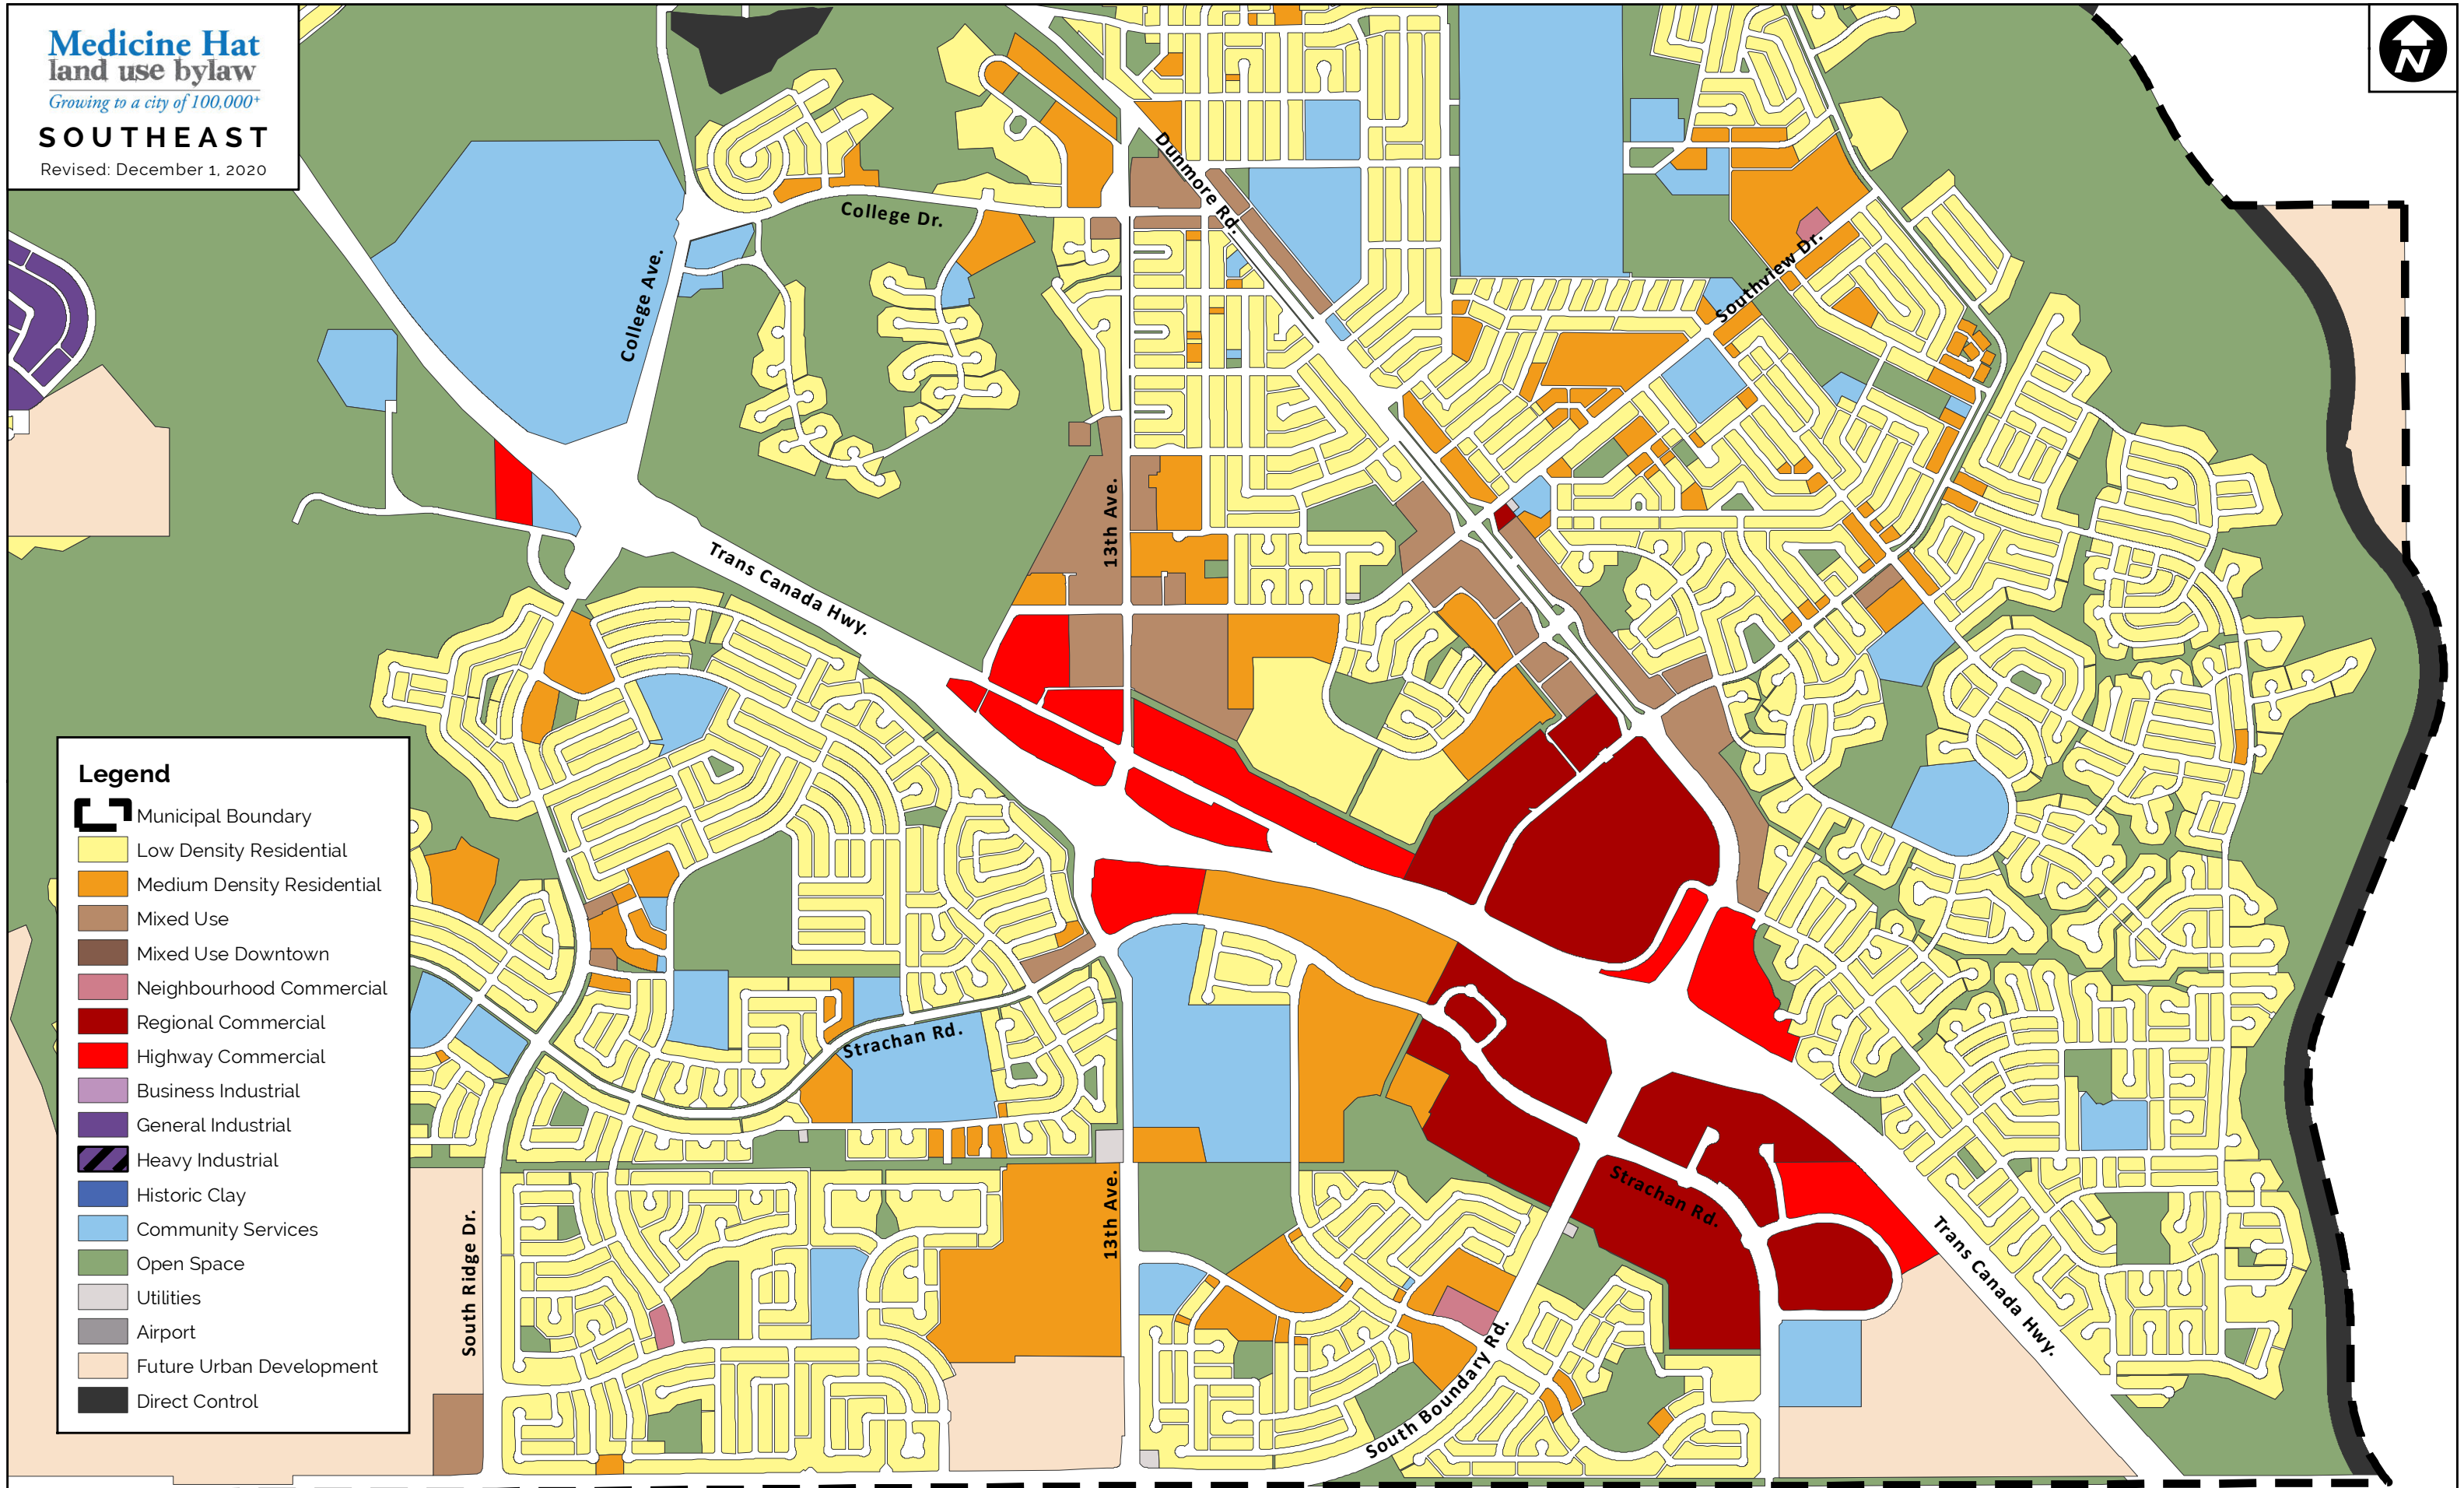 Medicine Hat
land use bylaw
Growing to a city of 100,000+
SOUTHEAST
Revised: December 1, 2020
N
Dunmore Rd.
College Dr.
College Ave.
Southview Dr.
13th Ave.
Trans Canada Hwy.
Legend
Municipal Boundary
Low Density Residential
Medium Density Residential
Mixed Use
Mixed Use Downtown
Neighbourhood Commercial
Regional Commercial
Highway Commercial
Business Industrial
General Industrial
Heavy Industrial
Historic Clay
Community Services
Open Space
Utilities
Airport
Future Urban Development
Direct Control
Strachan Rd.
Strachan Rd.
South Ridge Dr.
13th Ave.
Trans Canada Hwy.
South Boundary Rd.